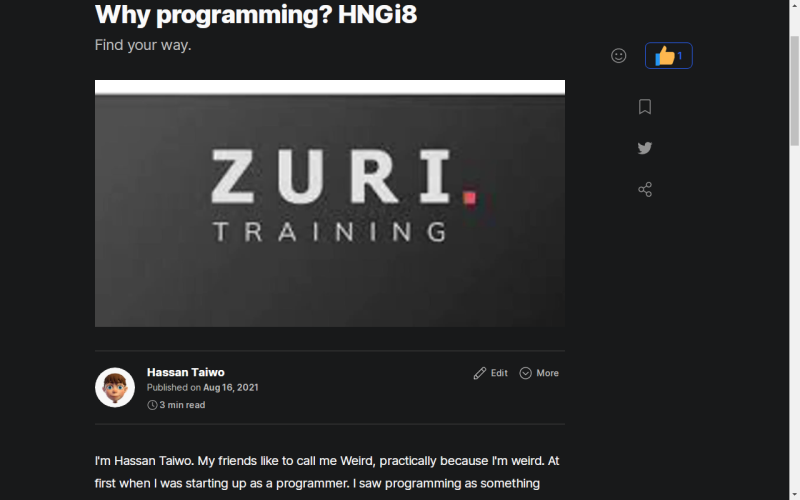 Why programming? HNGi8
Find your way.
1
ZURI.
TRAINING
Hassan Taiwo
Edit
More
Published on Aug 16, 2021
3 min read
I'm Hassan Taiwo. My friends like to call me Weird, practically because I'm weird. At
first when I was starting up as a programmer. I saw programming as something